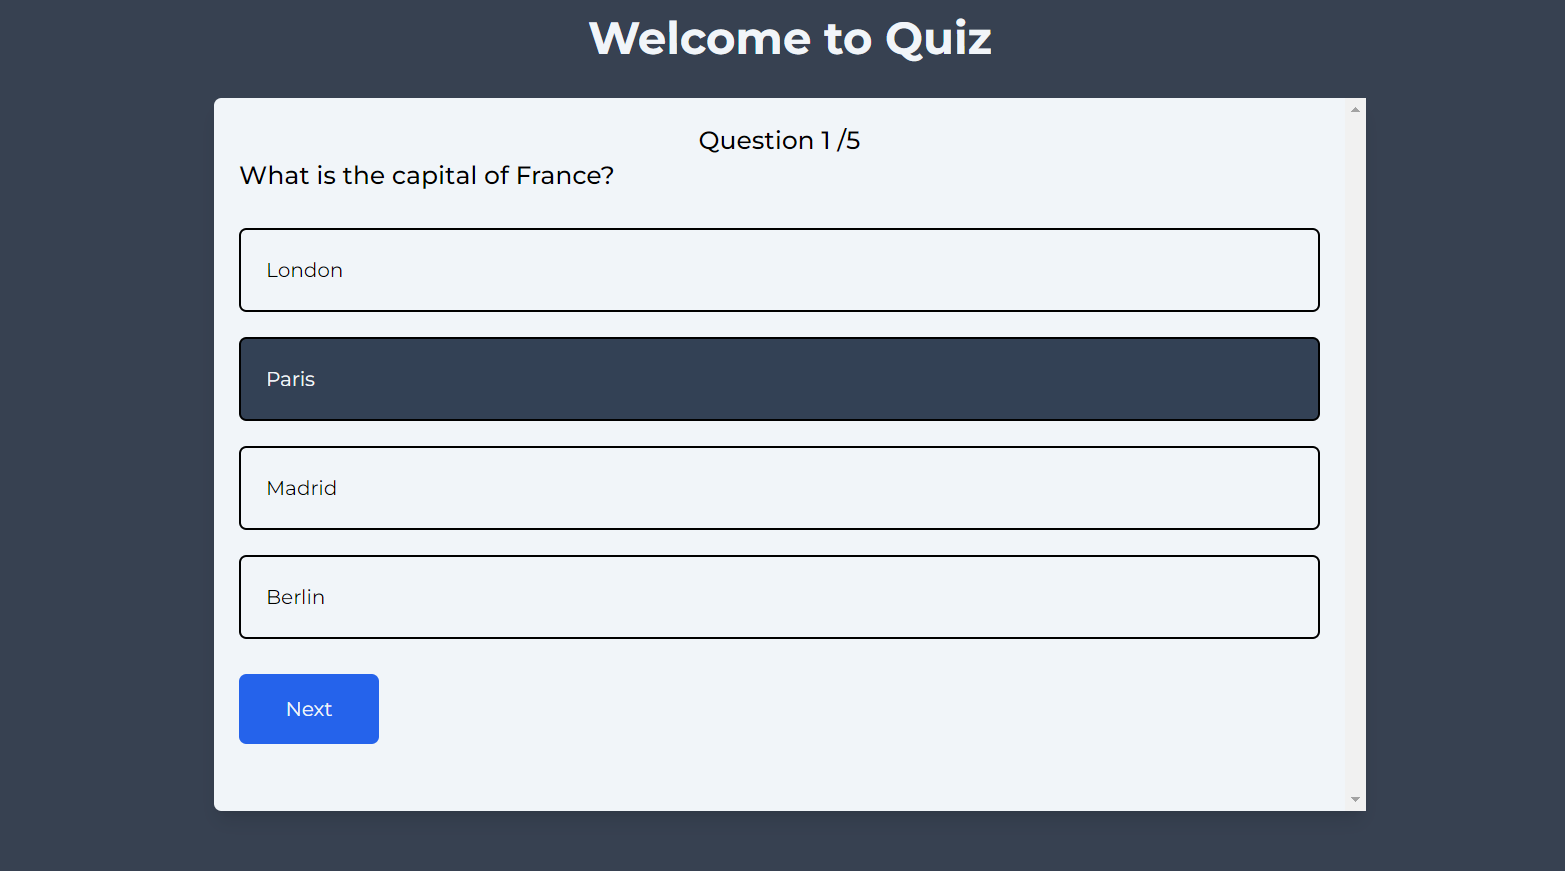 Welcome to Quiz
Question 1 /5
What is the capital of France?
London
Paris
Madrid
Berlin
Next